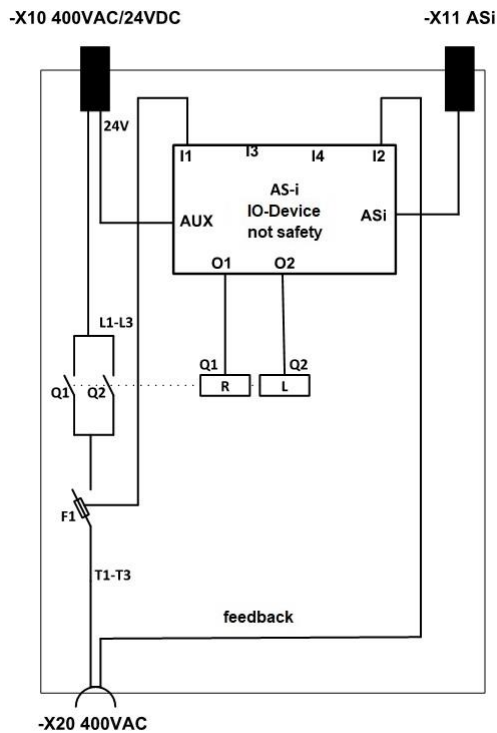 -X10 400VAC/24VDC
-X11 ASi
24V
I1
I3
I4
I2
AS-i
IO-Device
not safety
AUX
ASi
O1
O2
L1-L3
Q1
Q2
Q1
R
Q2
L
F1
T1-T3
feedback
-X20 400VAC